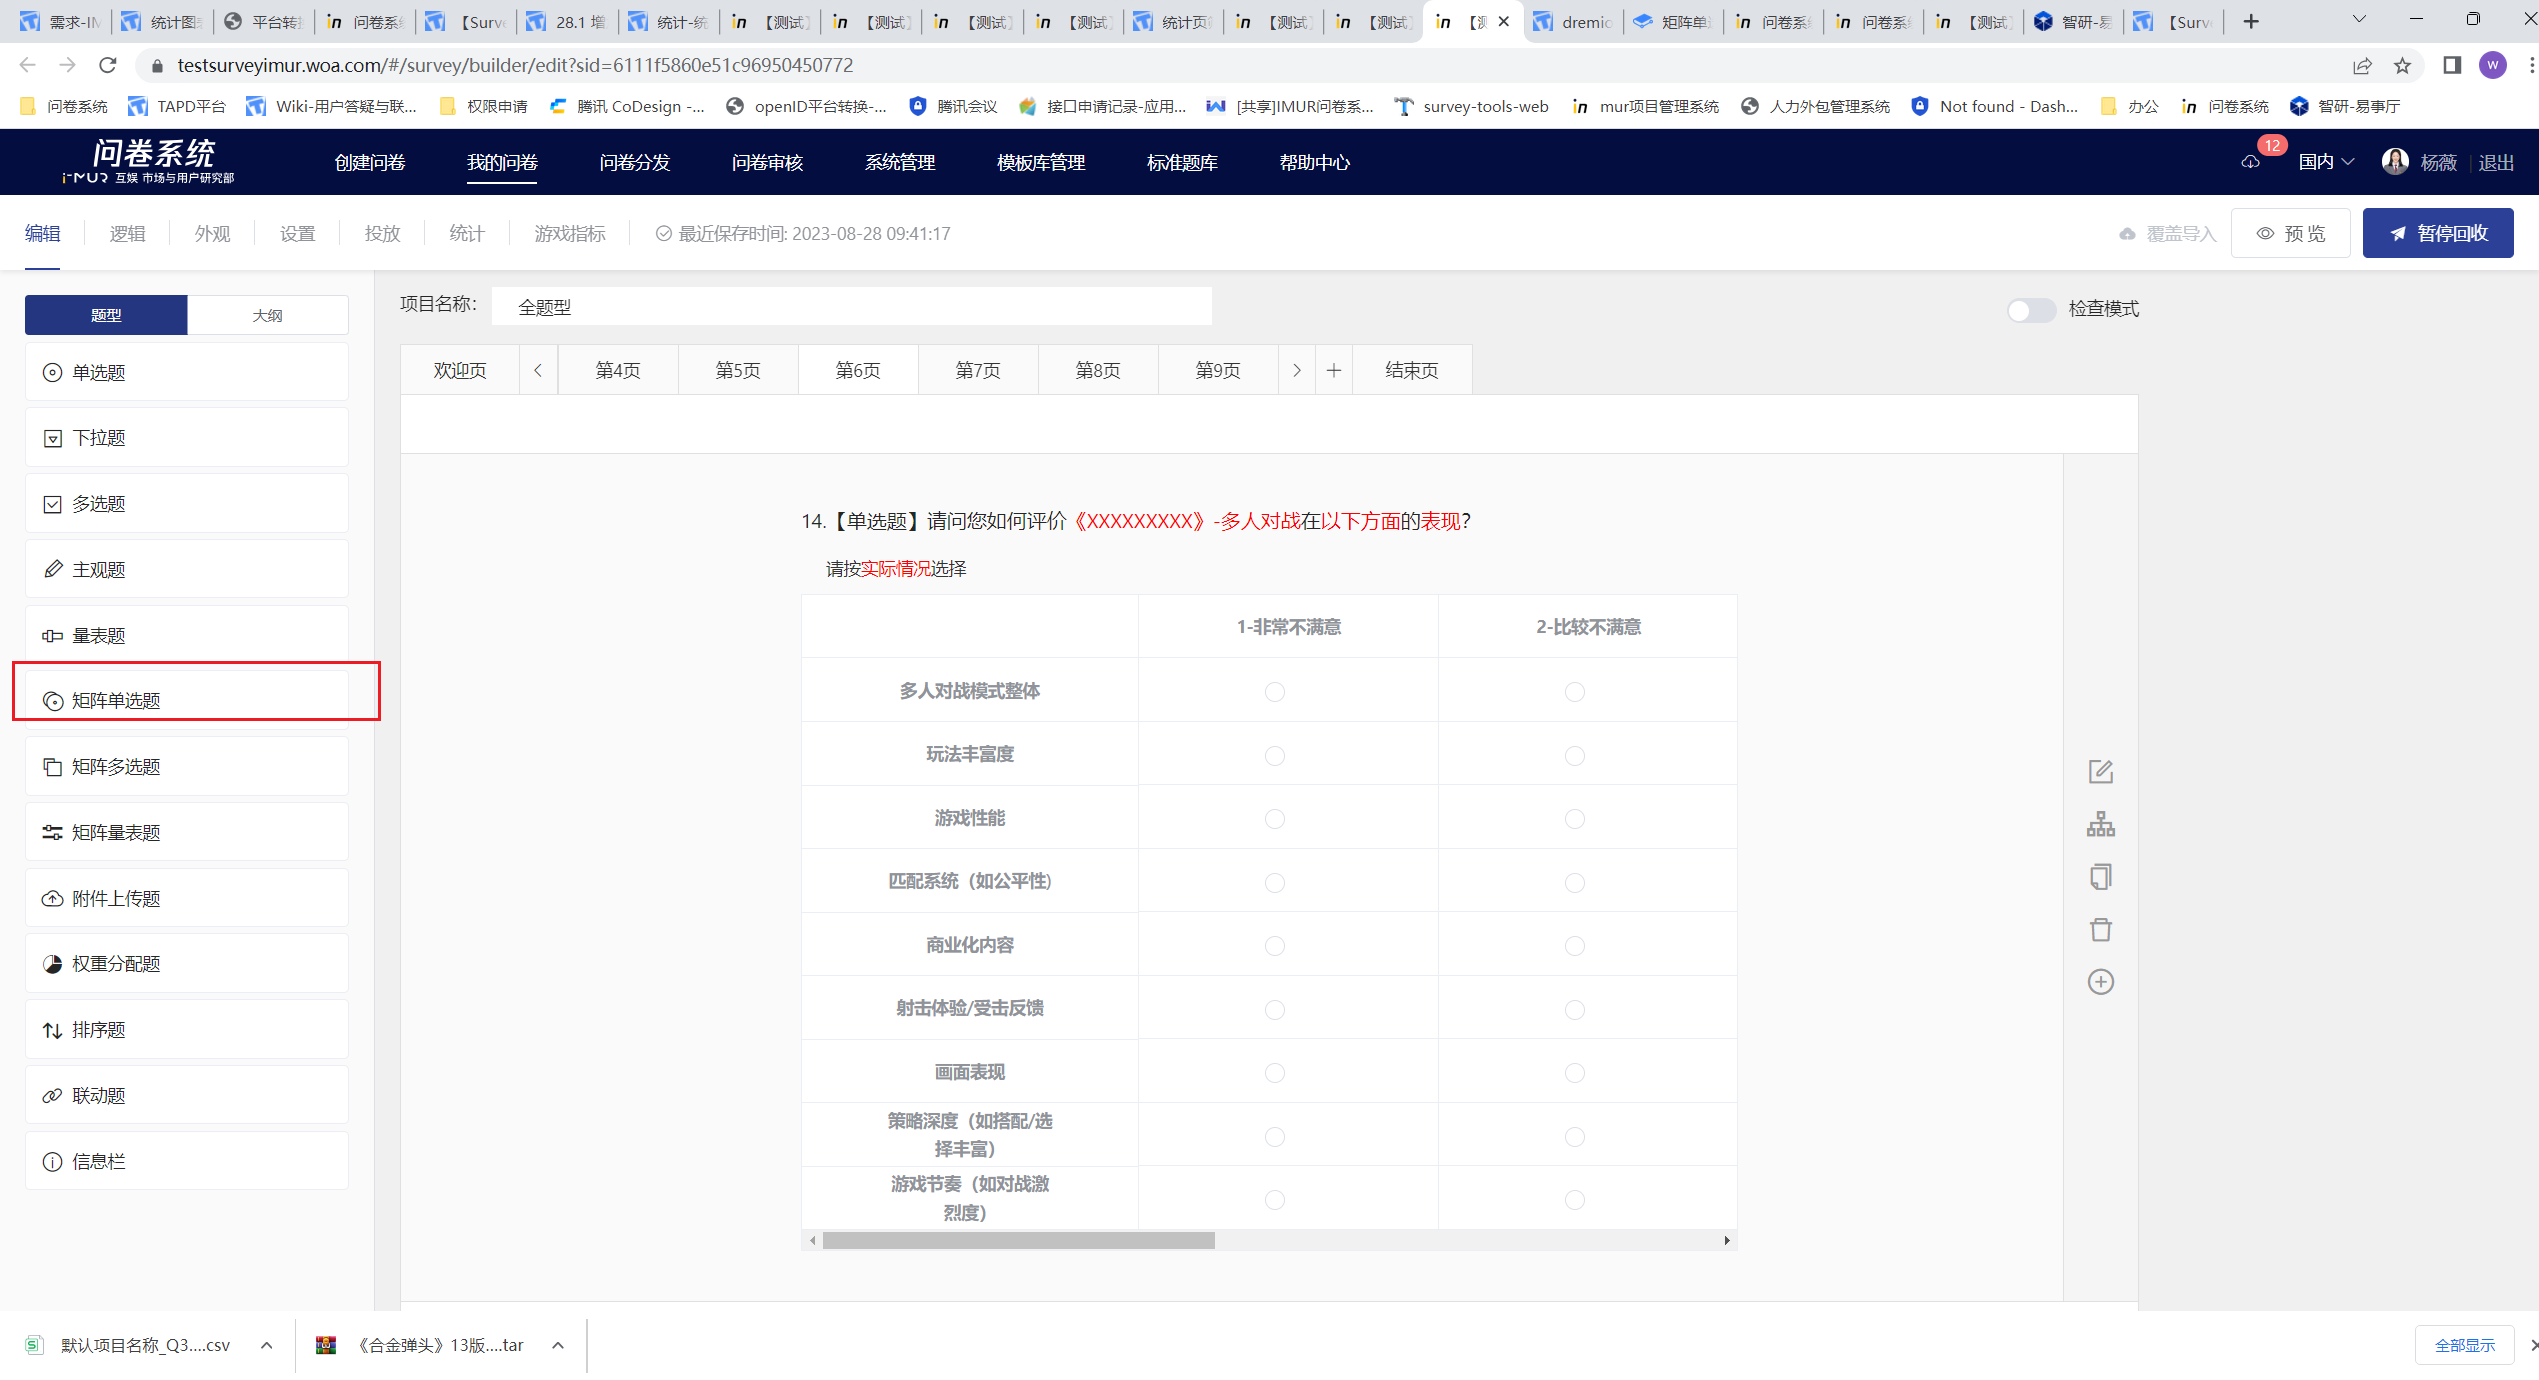 需求-IM
统计图表
平台转换
in 问卷系统
【Surve
28.1 增
统计-统
in 【测试】
in 【测试】
in 【测试】
in 【测试】
统计页
in 【测试】
in 【测试】
in 【测
dremio
矩阵单选
in 问卷系统
in 问卷系统
in 【测试】
智研-易
【Surve
testsurveyimur.woa.com/#/survey/builder/edit?sid=6111f5860e51c96950450772
W
问卷系统
TAPD平台
Wiki-用户答疑与联...
权限申请
腾讯 CoDesign -...
openID平台转换-...
腾讯会议
接口申请记录-应用...
[共享]IMUR问卷系...
survey-tools-web
in mur项目管理系统
人力外包管理系统
Not found - Dash...
办公
in 问卷系统
智研-易事厅
问卷系统
i-MUR 互娱 市场与用户研究部
创建问卷
我的问卷
问卷分发
问卷审核
系统管理
模板库管理
标准题库
帮助中心
12
国内
杨薇
退出
编辑
逻辑
外观
设置
投放
统计
游戏指标
最近保存时间: 2023-08-28 09:41:17
覆盖导入
预 览
暂停回收
题型
大纲
项目名称：
全题型
检查模式
欢迎页
第4页
第5页
第6页
第7页
第8页
第9页
结束页
单选题
下拉题
多选题
主观题
量表题
矩阵单选题
矩阵多选题
矩阵量表题
附件上传题
权重分配题
排序题
联动题
信息栏
14.【单选题】请问您如何评价《XXXXXXXXX》-多人对战在以下方面的表现？
请按实际情况选择
1-非常不满意
2-比较不满意
多人对战模式整体
玩法丰富度
游戏性能
匹配系统（如公平性)
商业化内容
射击体验/受击反馈
画面表现
策略深度（如搭配/选
择丰富）
游戏节奏（如对战激
烈度）
默认项目名称_Q3....csv
《合金弹头》13版....tar
全部显示